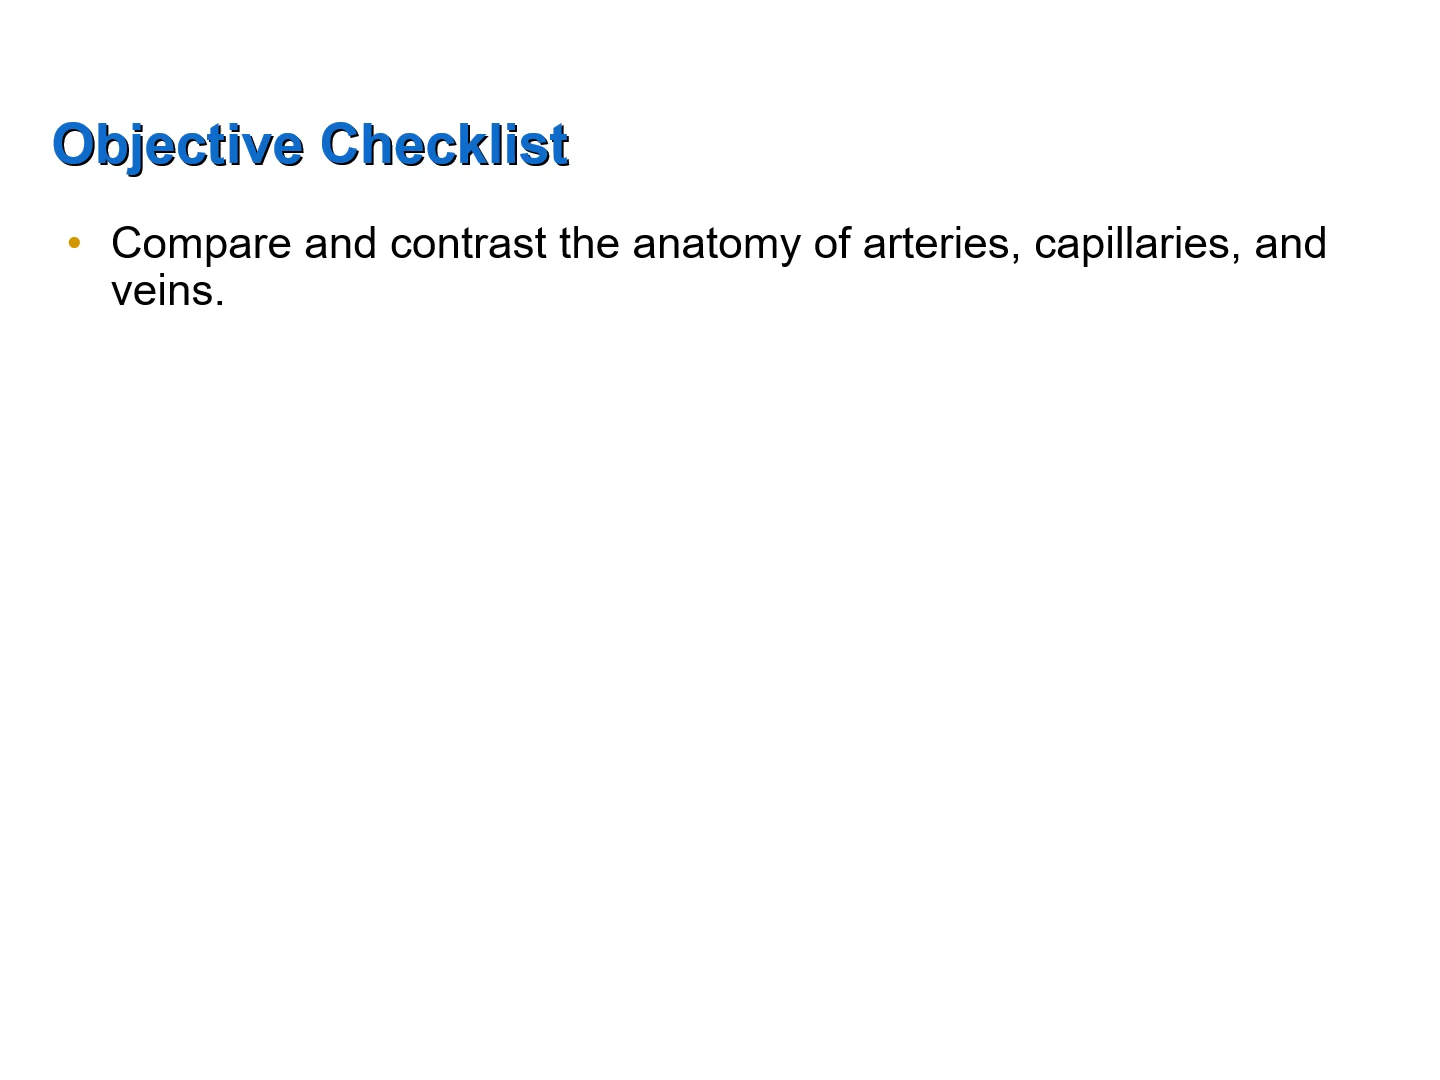 Objective Checklist
• Compare and contrast the anatomy of arteries, capillaries, and
veins.